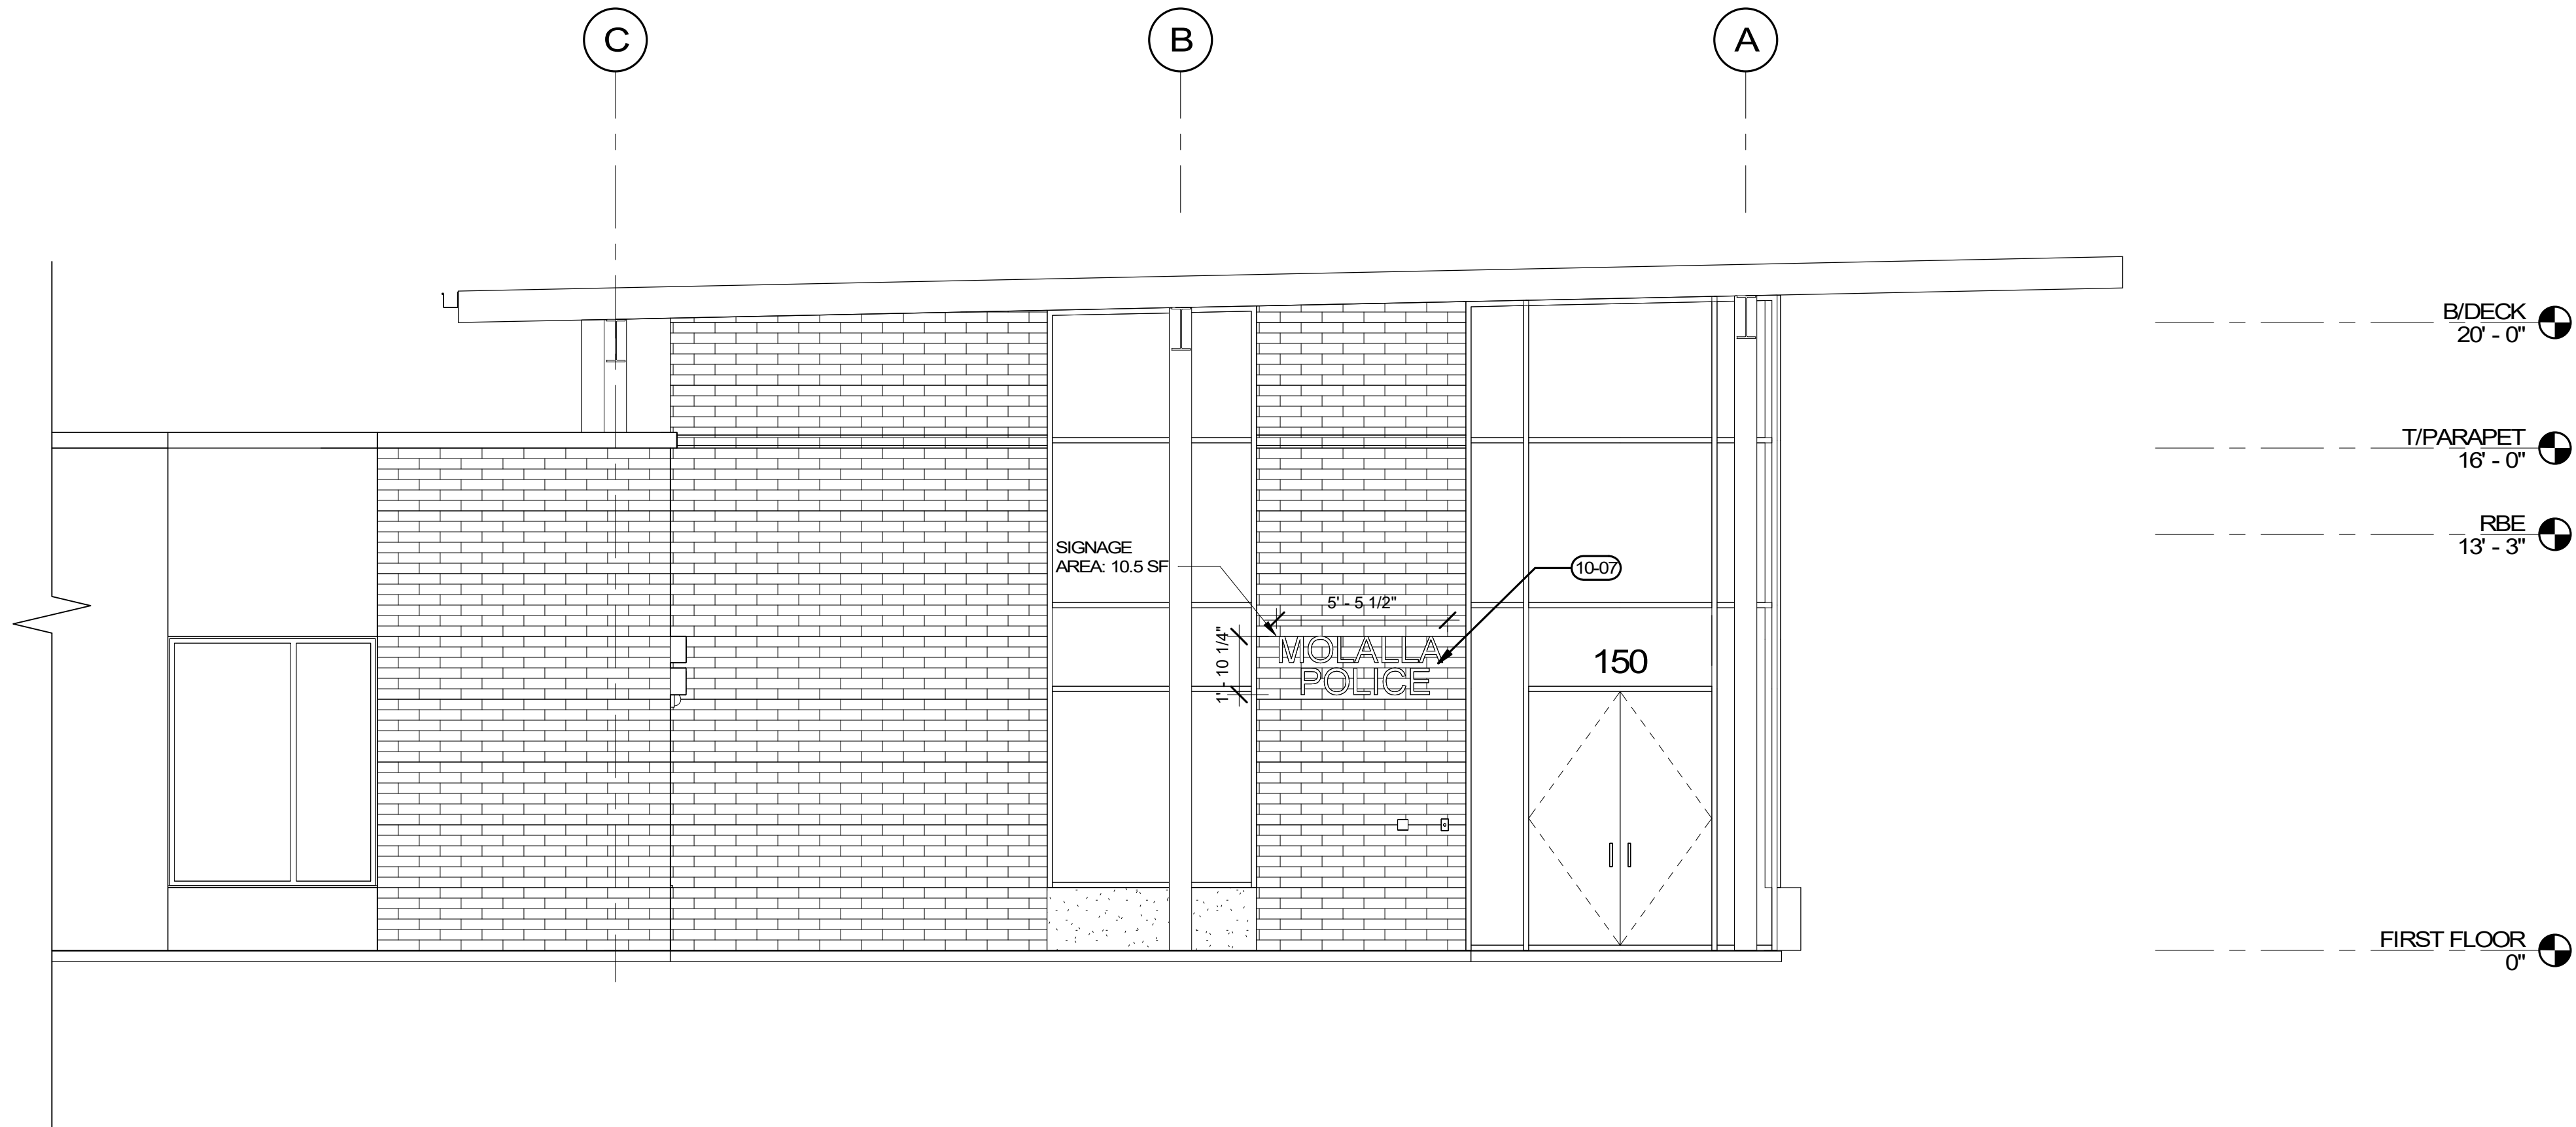 C
B
A
B/DECK
20' - 0"
T/PARAPET
16' - 0"
RBE
13' - 3"
SIGNAGE
AREA: 10.5 SF
10-07
5' - 5 1/2"
1' - 10 1/4"
MOLALLA
POLICE
150
FIRST FLOOR
0"